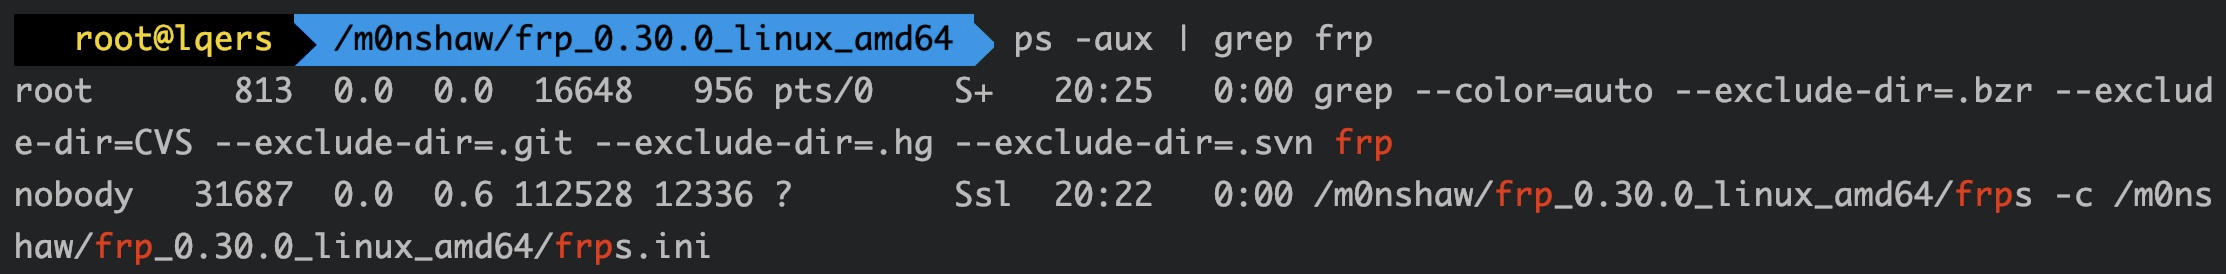 root@lqers /m0nshaw/frp_0.30.0_linux_amd64 ps -aux | grep frp
root       813  0.0  0.0  16648   956 pts/0    S+   20:25   0:00 grep --color=auto --exclude-dir=.bzr --exclud
e-dir=CVS --exclude-dir=.git --exclude-dir=.hg --exclude-dir=.svn frp
nobody   31687  0.0  0.6 112528 12336 ?        Ssl  20:22   0:00 /m0nshaw/frp_0.30.0_linux_amd64/frps -c /m0ns
haw/frp_0.30.0_linux_amd64/frps.ini